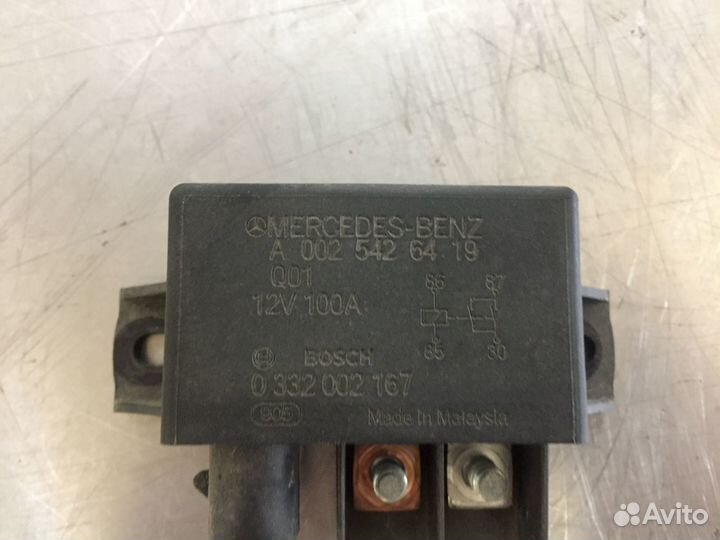 MERCEDES-BENZ
A 002 542 64 19
Q01
12V 100A
86 87
85 30
BOSCH
0 332 002 167
905
Made in Malaysia
Avito